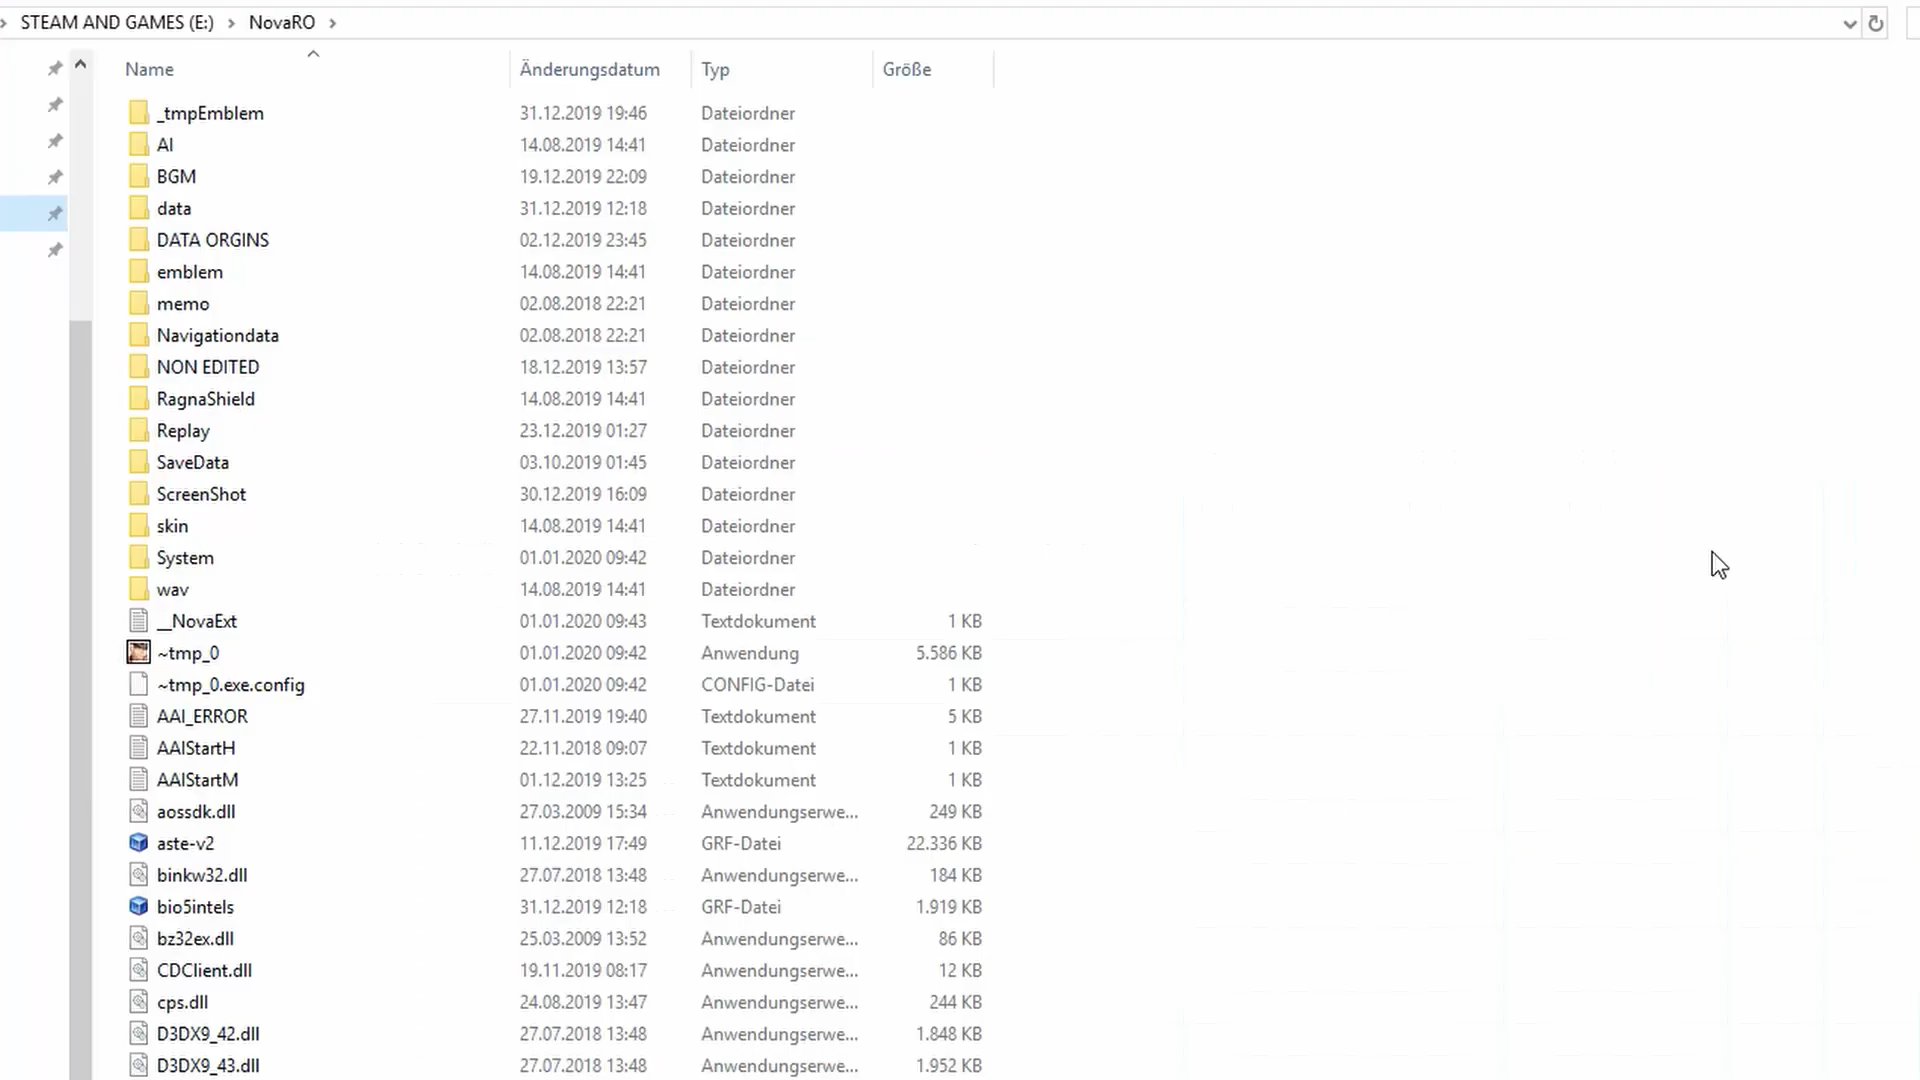 STEAM AND GAMES (E:) > NovaRO >
Name Änderungsdatum Typ Größe
_tmpEmblem 31.12.2019 19:46 Dateiordner
AI 14.08.2019 14:41 Dateiordner
BGM 19.12.2019 22:09 Dateiordner
data 31.12.2019 12:18 Dateiordner
DATA ORGINS 02.12.2019 23:45 Dateiordner
emblem 14.08.2019 14:41 Dateiordner
memo 02.08.2018 22:21 Dateiordner
Navigationdata 02.08.2018 22:21 Dateiordner
NON EDITED 18.12.2019 13:57 Dateiordner
RagnaShield 14.08.2019 14:41 Dateiordner
Replay 23.12.2019 01:27 Dateiordner
SaveData 03.10.2019 01:45 Dateiordner
ScreenShot 30.12.2019 16:09 Dateiordner
skin 14.08.2019 14:41 Dateiordner
System 01.01.2020 09:42 Dateiordner
wav 14.08.2019 14:41 Dateiordner
__NovaExt 01.01.2020 09:43 Textdokument 1 KB
~tmp_0 01.01.2020 09:42 Anwendung 5.586 KB
~tmp_0.exe.config 01.01.2020 09:42 CONFIG-Datei 1 KB
AAI_ERROR 27.11.2019 19:40 Textdokument 5 KB
AAIStartH 22.11.2018 09:07 Textdokument 1 KB
AAIStartM 01.12.2019 13:25 Textdokument 1 KB
aossdk.dll 27.03.2009 15:34 Anwendungserwe... 249 KB
aste-v2 11.12.2019 17:49 GRF-Datei 22.336 KB
binkw32.dll 27.07.2018 13:48 Anwendungserwe... 184 KB
bio5intels 31.12.2019 12:18 GRF-Datei 1.919 KB
bz32ex.dll 25.03.2009 13:52 Anwendungserwe... 86 KB
CDClient.dll 19.11.2019 08:17 Anwendungserwe... 12 KB
cps.dll 24.08.2019 13:47 Anwendungserwe... 244 KB
D3DX9_42.dll 27.07.2018 13:48 Anwendungserwe... 1.848 KB
D3DX9_43.dll 27.07.2018 13:48 Anwendungserwe... 1.952 KB